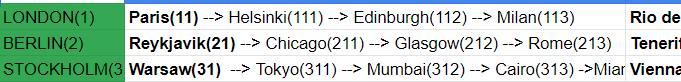 LONDON(1) Paris(11) --> Helsinki(111) --> Edinburgh(112) --> Milan(113) Rio de
BERLIN(2) Reykjavik(21) --> Chicago(211) --> Glasgow(212) --> Rome(213) Tenerif
STOCKHOLM(3 Warsaw(31) --> Tokyo(311) --> Mumbai(312) --> Cairo(313) ->Miar Vienna